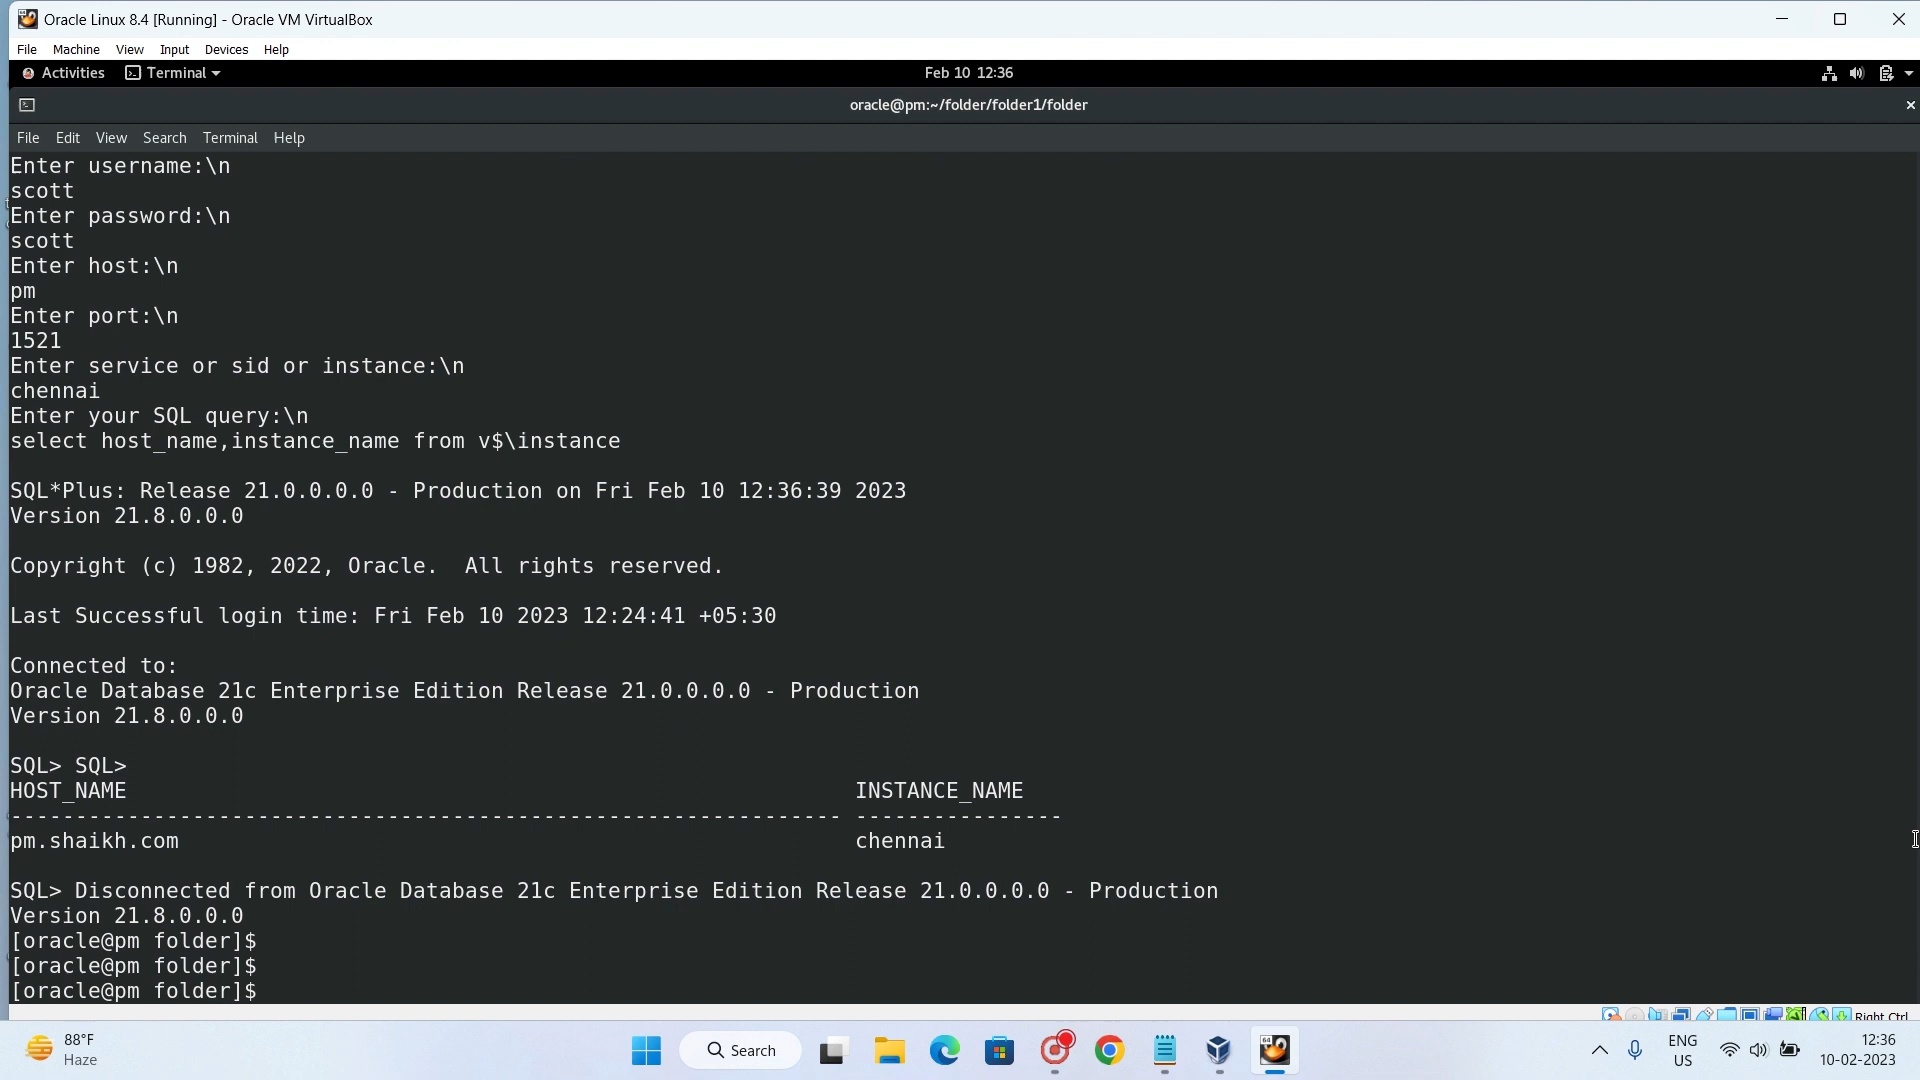 Oracle Linux 8.4 [Running] - Oracle VM VirtualBox
File Machine View Input Devices Help
Activities Terminal Feb 10 12:36
oracle@pm:~/folder/folder1/folder
File Edit View Search Terminal Help
Enter username:\n
scott
Enter password:\n
scott
Enter host:\n
pm
Enter port:\n
1521
Enter service or sid or instance:\n
chennai
Enter your SQL query:\n
select host_name,instance_name from v$\instance
SQL*Plus: Release 21.0.0.0.0 - Production on Fri Feb 10 12:36:39 2023
Version 21.8.0.0.0
Copyright (c) 1982, 2022, Oracle.  All rights reserved.
Last Successful login time: Fri Feb 10 2023 12:24:41 +05:30
Connected to:
Oracle Database 21c Enterprise Edition Release 21.0.0.0.0 - Production
Version 21.8.0.0.0
SQL> SQL>
HOST_NAME INSTANCE_NAME
---------------------------------------------------------------- ----------------
pm.shaikh.com chennai
SQL> Disconnected from Oracle Database 21c Enterprise Edition Release 21.0.0.0.0 - Production
Version 21.8.0.0.0
[oracle@pm folder]$
[oracle@pm folder]$
[oracle@pm folder]$
Right Ctrl
88°F
Haze
Search
ENG
US
12:36
10-02-2023